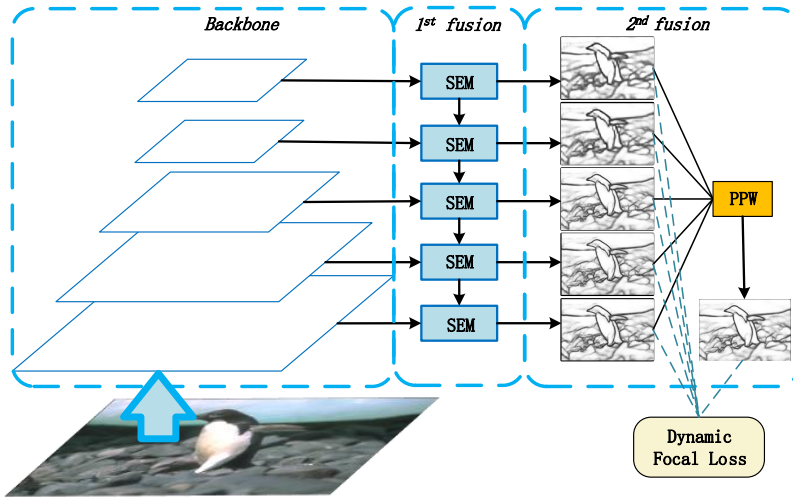 Backbone
1st fusion
2nd fusion
SEM
SEM
SEM
SEM
SEM
PPW
Dynamic
Focal Loss